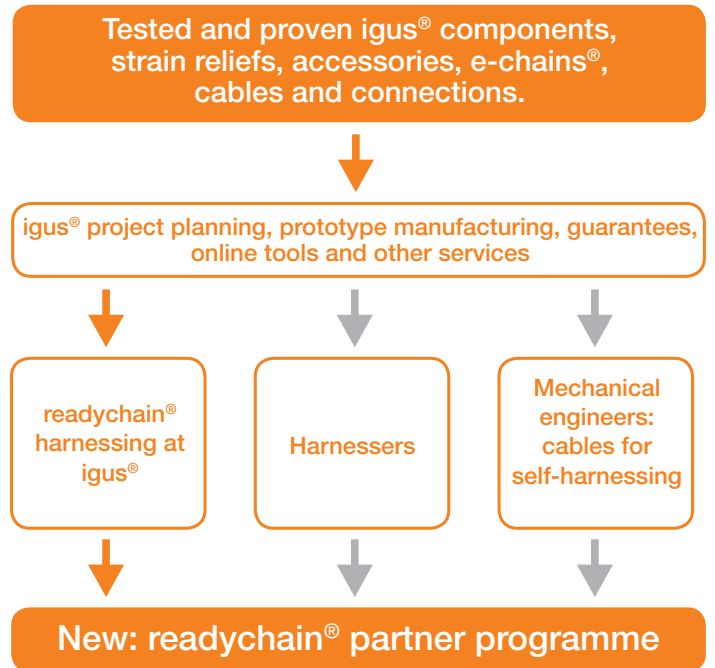 Tested and proven igus® components,
strain reliefs, accessories, e-chains®,
cables and connections.
igus® project planning, prototype manufacturing, guarantees,
online tools and other services
readychain®
harnessing at
igus®
Harnessers
Mechanical
engineers:
cables for
self-harnessing
New: readychain® partner programme